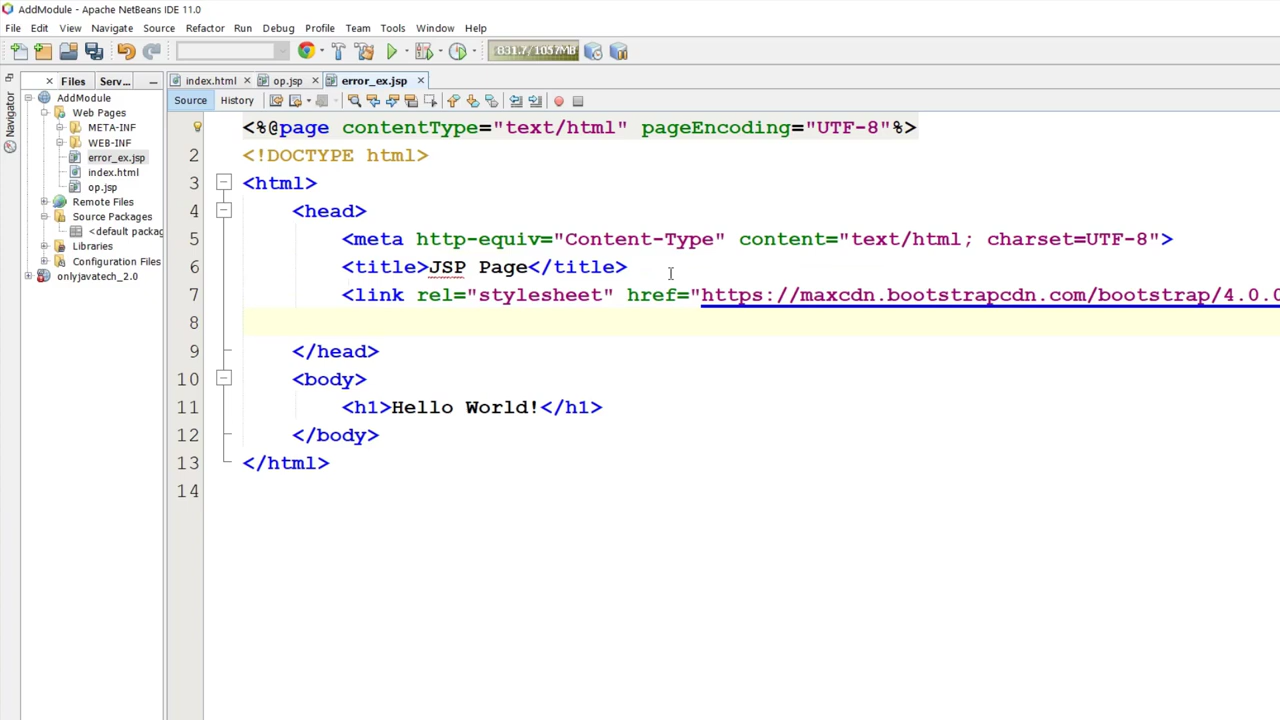 AddModule - Apache NetBeans IDE 11.0
File Edit View Navigate Source Refactor Run Debug Profile Team Tools Window Help
831.7/1057MB
Files Serv...
index.html op.jsp error_ex.jsp
Source History
Navigator
AddModule
Web Pages
META-INF
WEB-INF
error_ex.jsp
index.html
op.jsp
Remote Files
Source Packages
<default packag
Libraries
Configuration Files
onlyjavatech_2.0
<%@page contentType="text/html" pageEncoding="UTF-8"%>
2 <!DOCTYPE html>
3 <html>
4 <head>
5 <meta http-equiv="Content-Type" content="text/html; charset=UTF-8">
6 <title>JSP Page</title>
7 <link rel="stylesheet" href="https://maxcdn.bootstrapcdn.com/bootstrap/4.0.0
8
9 </head>
10 <body>
11 <h1>Hello World!</h1>
12 </body>
13 </html>
14